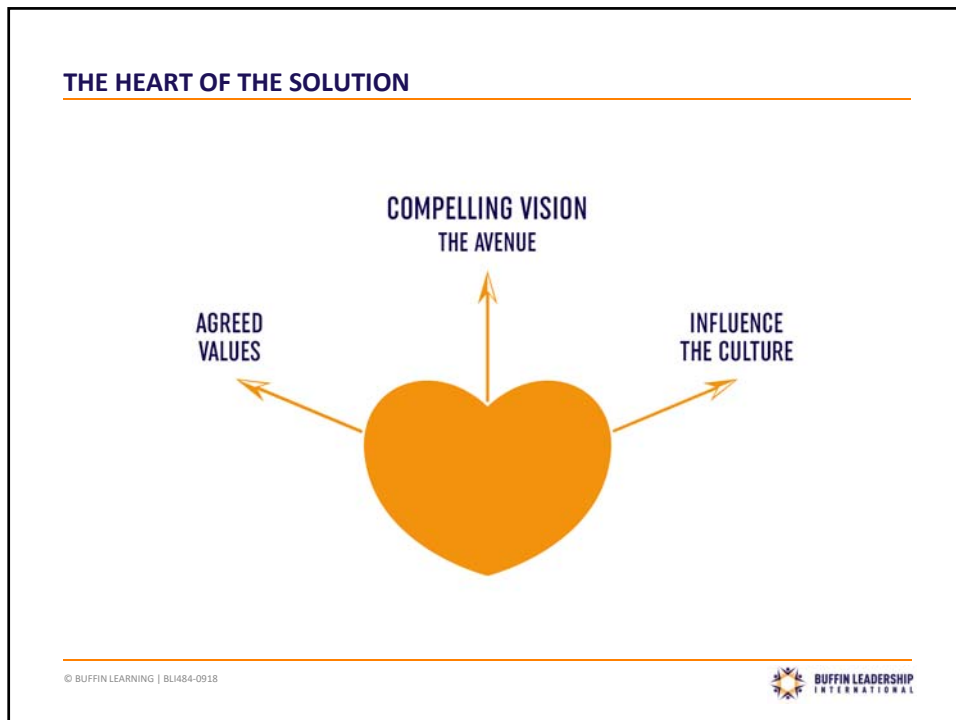 THE HEART OF THE SOLUTION
COMPELLING VISION
THE AVENUE
AGREED
VALUES
INFLUENCE
THE CULTURE
© BUFFIN LEARNING | BLI484-0918
BUFFIN LEADERSHIP
INTERNATIONAL